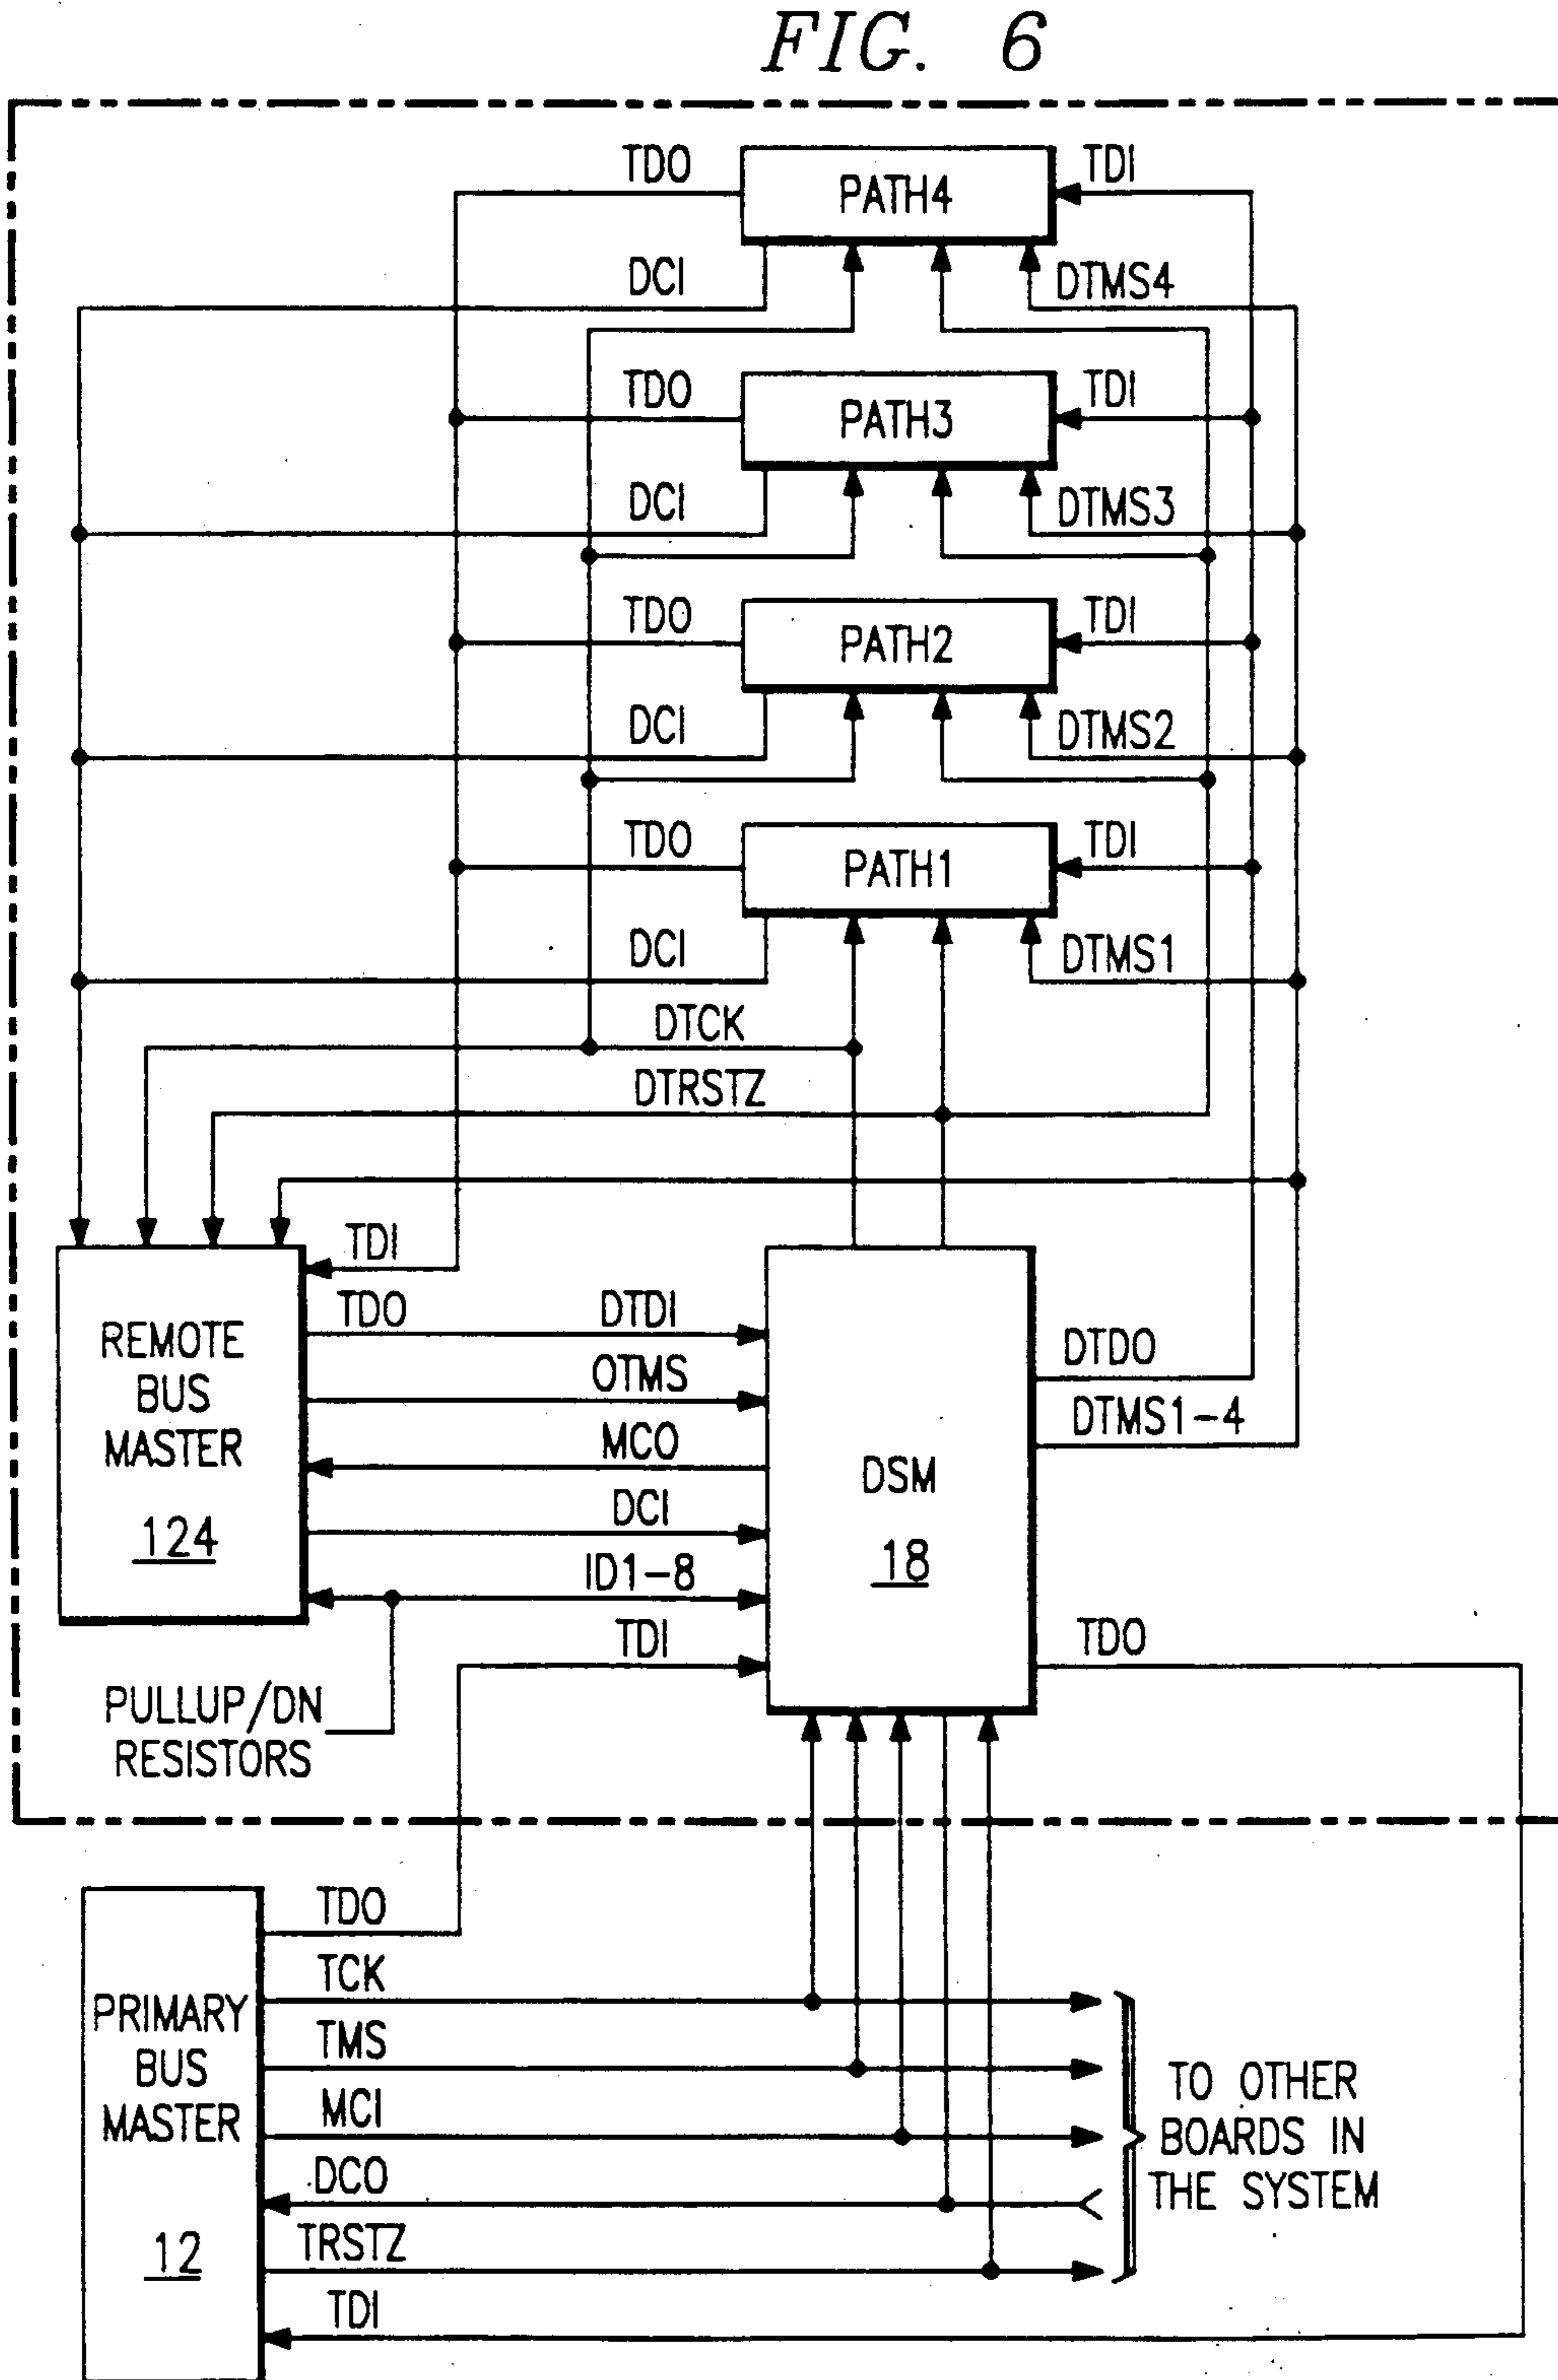 FIG. 6
TDO
PATH4
TDI
DCI
DTMS4
TDO
PATH3
TDI
DCI
DTMS3
TDO
PATH2
TDI
DCI
DTMS2
TDO
PATH1
TDI
DCI
DTMS1
DTCK
DTRSTZ
TDI
TDO
DTDI
REMOTE
BUS
MASTER
124
OTMS
MCO
DCI
ID1-8
TDI
DSM
18
DTDO
DTMS1-4
TDO
PULLUP/DN
RESISTORS
PRIMARY
BUS
MASTER
12
TDO
TCK
TMS
MCI
DCO
TRSTZ
TDI
TO OTHER
BOARDS IN
THE SYSTEM